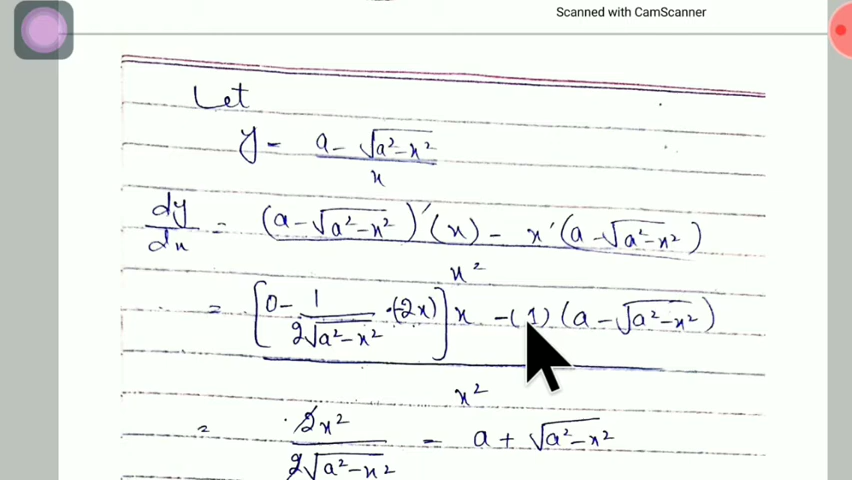 Scanned with CamScanner
Let
y = a - √(a² - x²) / x
dy/dx = (a - √(a² - x²))'(x) - x'(a - √(a² - x²)) / x²
= [0 - 1/(2√(a² - x²)) · (-2x)] x - (1)(a - √(a² - x²)) / x²
= 2x² / 2√(a² - x²) - a + √(a² - x²)